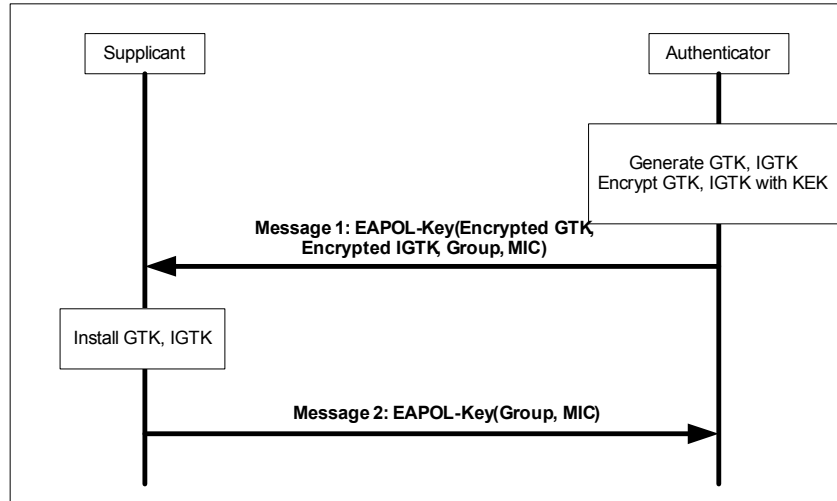 Supplicant
Authenticator
Generate GTK, IGTK
Encrypt GTK, IGTK with KEK
Message 1: EAPOL-Key(Encrypted GTK,
Encrypted IGTK, Group, MIC)
Install GTK, IGTK
Message 2: EAPOL-Key(Group, MIC)